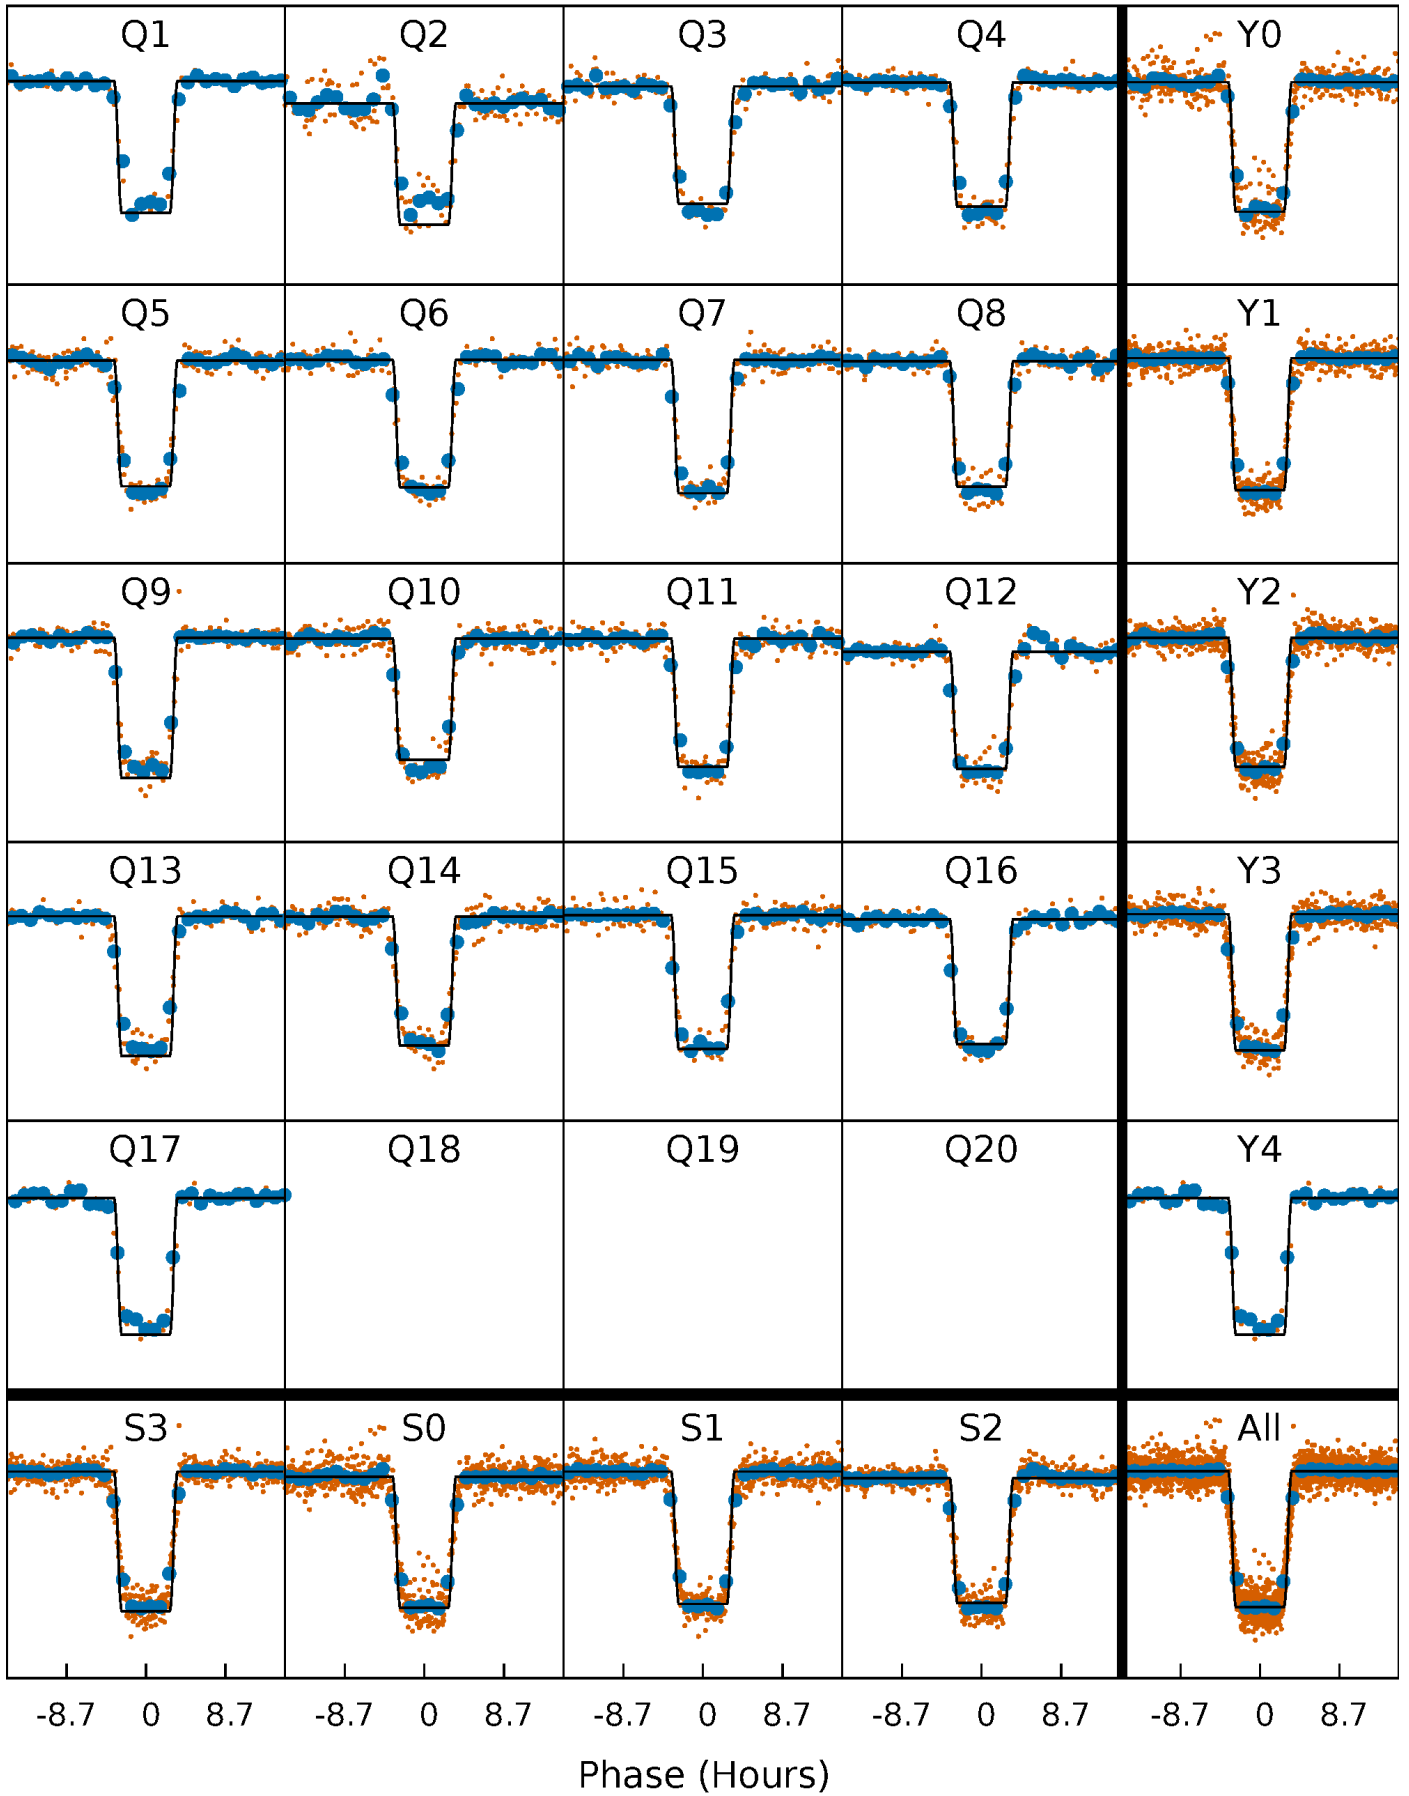 Q1 Q2 Q3 Q4 Y0
Q5 Q6 Q7 Q8 Y1
Q9 Q10 Q11 Q12 Y2
Q13 Q14 Q15 Q16 Y3
Q17 Q18 Q19 Q20 Y4
S3 S0 S1 S2 All
-8.7 0 8.7 -8.7 0 8.7 -8.7 0 8.7 -8.7 0 8.7 -8.7 0 8.7
Phase (Hours)